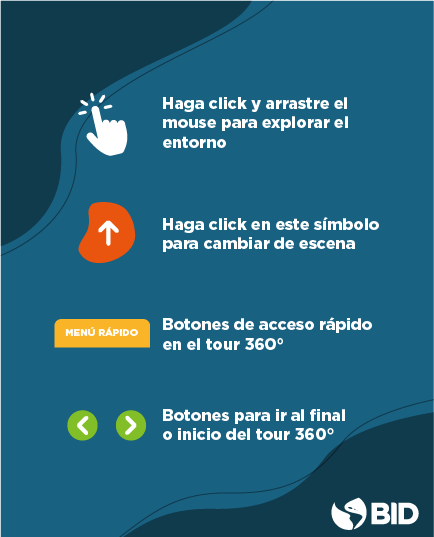 Haga click y arrastre el
mouse para explorar el
entorno
Haga click en este símbolo
para cambiar de escena
MENÚ RÁPIDO
Botones de acceso rápido
en el tour 360°
Botones para ir al final
o inicio del tour 360°
BID